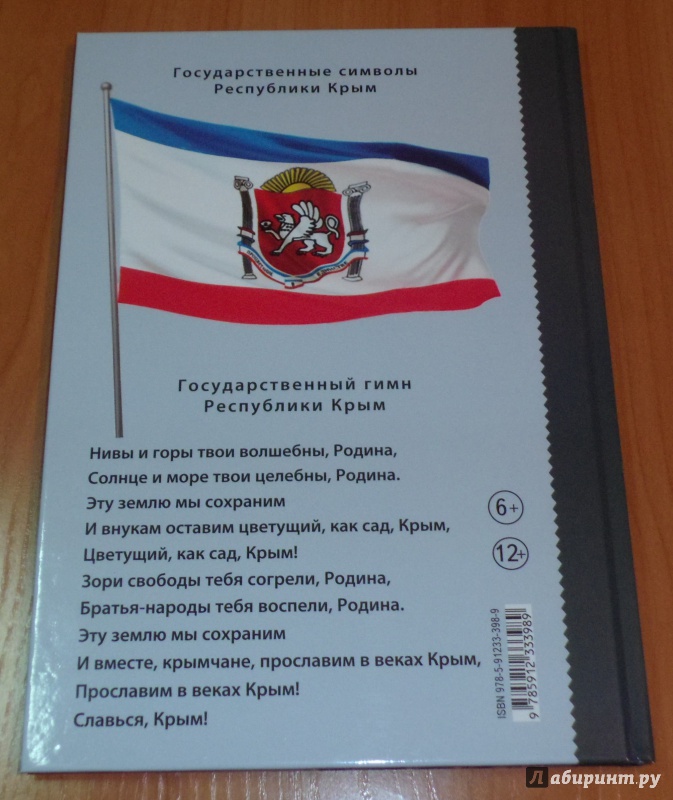 Государственные символы
Республики Крым
Государственный гимн
Республики Крым
Нивы и горы твои волшебны, Родина,
Солнце и море твои целебны, Родина.
Эту землю мы сохраним
И внукам оставим цветущий, как сад, Крым,
Цветущий, как сад, Крым!
Зори свободы тебя согрели, Родина,
Братья-народы тебя воспели, Родина.
Эту землю мы сохраним
И вместе, крымчане, прославим в веках Крым,
Прославим в веках Крым!
Славься, Крым!
6+
12+
ISBN 978-5-91233-398-9
9 785912 333989
Лабиринт.ру